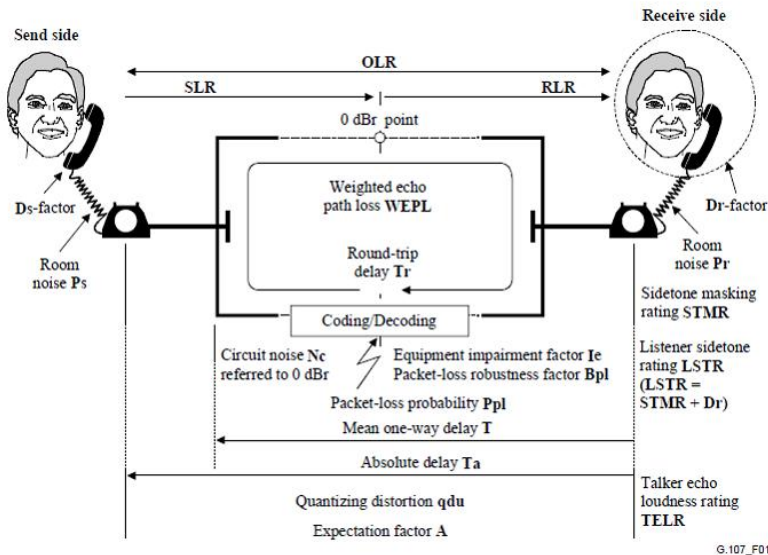 Send side
Receive side
OLR
SLR
RLR
0 dBr point
Weighted echo
path loss WEPL
Ds-factor
Dr-factor
Room
noise Ps
Round-trip
delay Tr
Room
noise Pr
Coding/Decoding
Sidetone masking
rating STMR
Circuit noise Nc
referred to 0 dBr
Equipment impairment factor Ie
Packet-loss robustness factor Bpl
Listener sidetone
rating LSTR
(LSTR =
STMR + Dr)
Packet-loss probability Ppl
Mean one-way delay T
Absolute delay Ta
Quantizing distortion qdu
Talker echo
loudness rating
TELR
Expectation factor A
G.107_F01